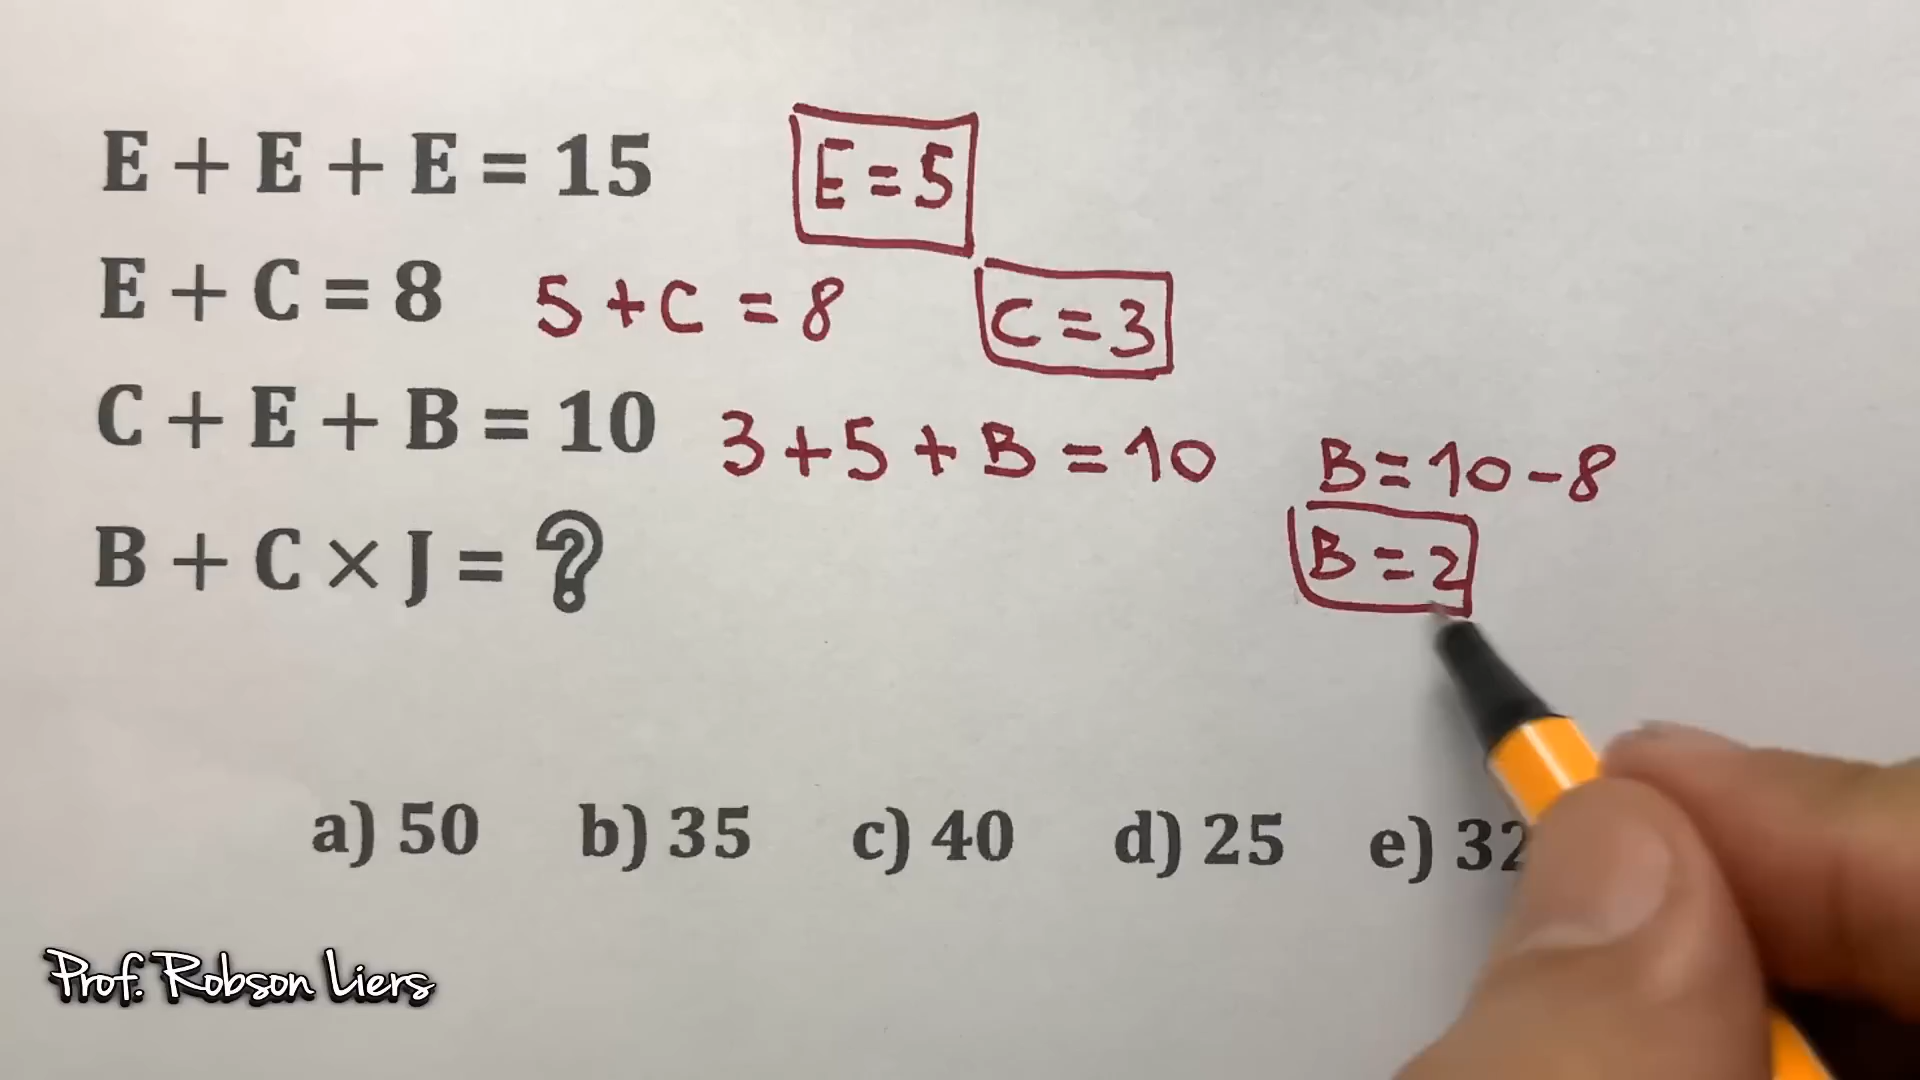 E + E + E = 15 E = 5
E + C = 8 5 + C = 8 C = 3
C + E + B = 10 3 + 5 + B = 10 B = 10 - 8
B = 2
B + C × J = ?
a) 50 b) 35 c) 40 d) 25 e) 32
Prof. Robson Liers